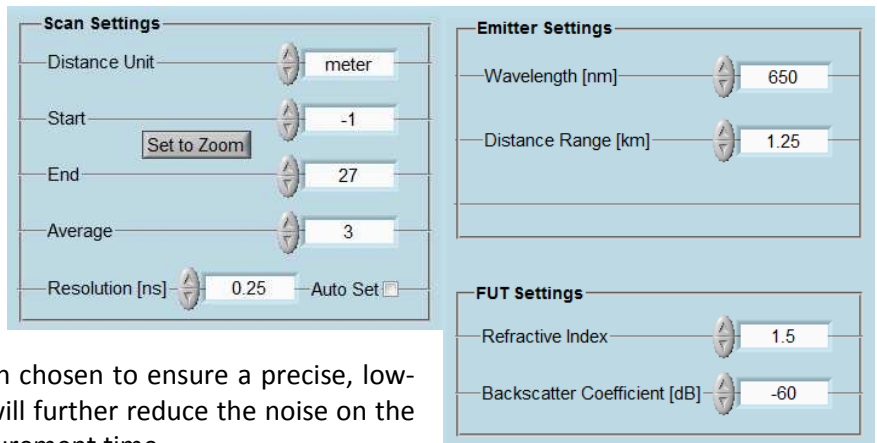 Scan Settings
Distance Unit meter
Start -1
Set to Zoom
End 27
Average 3
Resolution [ns] 0.25 Auto Set
Emitter Settings
Wavelength [nm] 650
Distance Range [km] 1.25
FUT Settings
Refractive Index 1.5
Backscatter Coefficient [dB] -60
chosen to ensure a precise, low-
will further reduce the noise on the
time